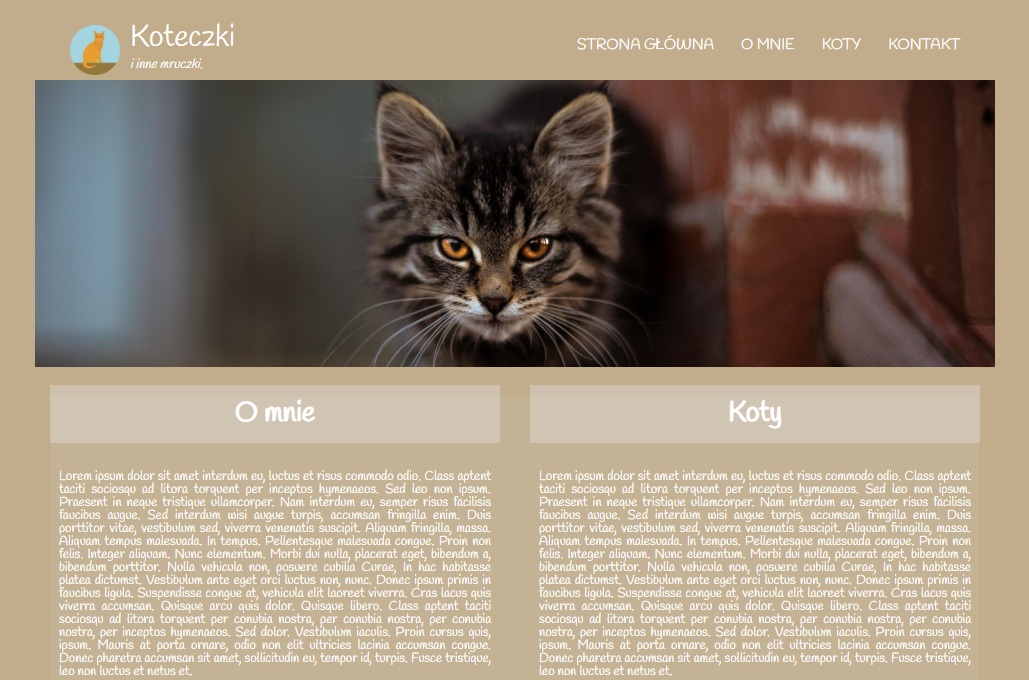 Koteczki
i inne mruczki.
STRONA GŁÓWNA O MNIE KOTY KONTAKT
O mnie
Lorem ipsum dolor sit amet interdum eu, luctus et risus commodo odio. Class aptent
taciti sociosqu ad litora torquent per inceptos hymenaeos. Sed leo non ipsum.
Praesent in neque tristique ullamcorper. Nam interdum eu, semper risus facilisis
faucibus augue. Sed interdum wisi augue turpis, accumsan fringilla enim. Duis
porttitor vitae, vestibulum sed, viverra venenatis suscipit. Aliquam fringilla, massa.
Aliquam tempus malesuada. In tempus. Pellentesque malesuada congue. Proin non
felis. Integer aliquam. Nunc elementum. Morbi dui nulla, placerat eget, bibendum a,
bibendum porttitor. Nulla vehicula non, posuere cubilia Curae, In hac habitasse
platea dictumst. Vestibulum ante eget orci luctus non, nunc. Donec ipsum primis in
faucibus ligula. Suspendisse congue at, vehicula elit laoreet viverra. Cras lacus quis
viverra accumsan. Quisque arcu quis dolor. Quisque libero. Class aptent taciti
sociosqu ad litora torquent per conubia nostra, per conubia nostra, per conubia
nostra, per inceptos hymenaeos. Sed dolor. Vestibulum iaculis. Proin cursus quis,
ipsum. Mauris at porta ornare, odio non elit ultricies lacinia accumsan congue.
Donec pharetra accumsan sit amet, sollicitudin eu, tempor id, turpis. Fusce tristique,
leo non luctus et netus et.
Koty
Lorem ipsum dolor sit amet interdum eu, luctus et risus commodo odio. Class aptent
taciti sociosqu ad litora torquent per inceptos hymenaeos. Sed leo non ipsum.
Praesent in neque tristique ullamcorper. Nam interdum eu, semper risus facilisis
faucibus augue. Sed interdum wisi augue turpis, accumsan fringilla enim. Duis
porttitor vitae, vestibulum sed, viverra venenatis suscipit. Aliquam fringilla, massa.
Aliquam tempus malesuada. In tempus. Pellentesque malesuada congue. Proin non
felis. Integer aliquam. Nunc elementum. Morbi dui nulla, placerat eget, bibendum a,
bibendum porttitor. Nulla vehicula non, posuere cubilia Curae, In hac habitasse
platea dictumst. Vestibulum ante eget orci luctus non, nunc. Donec ipsum primis in
faucibus ligula. Suspendisse congue at, vehicula elit laoreet viverra. Cras lacus quis
viverra accumsan. Quisque arcu quis dolor. Quisque libero. Class aptent taciti
sociosqu ad litora torquent per conubia nostra, per conubia nostra, per conubia
nostra, per inceptos hymenaeos. Sed dolor. Vestibulum iaculis. Proin cursus quis,
ipsum. Mauris at porta ornare, odio non elit ultricies lacinia accumsan congue.
Donec pharetra accumsan sit amet, sollicitudin eu, tempor id, turpis. Fusce tristique,
leo non luctus et netus et.